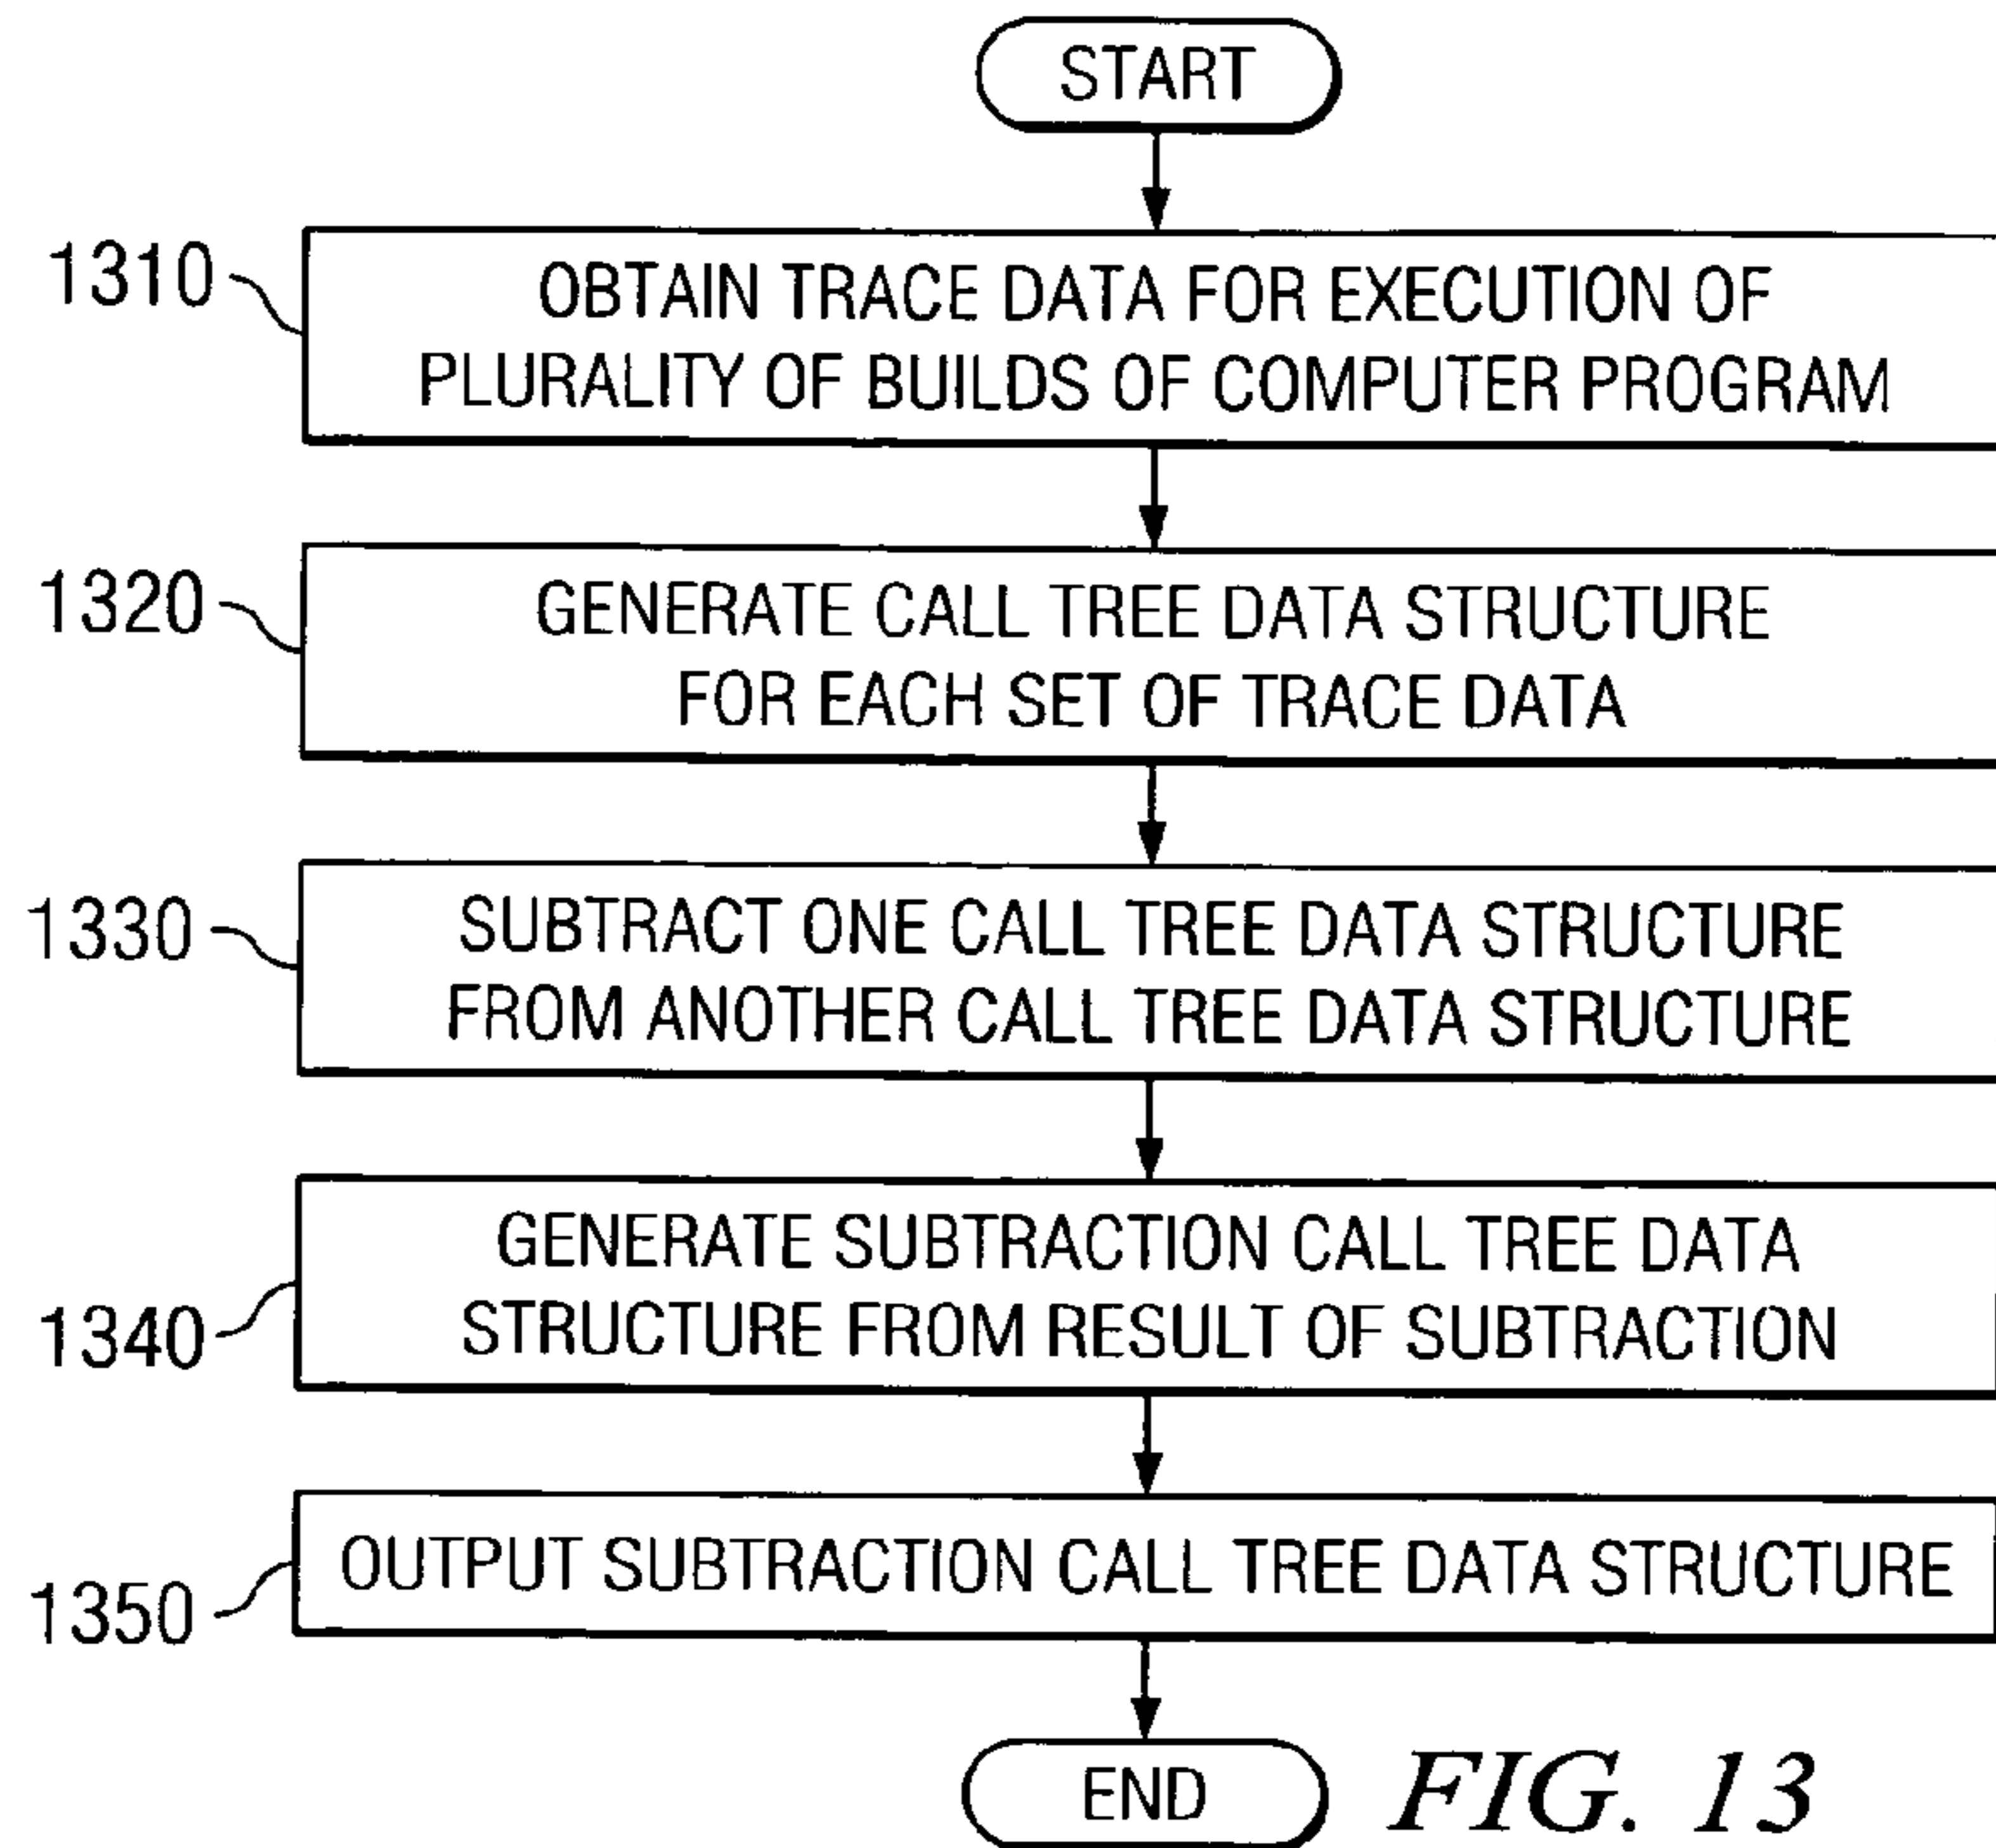 START
1310
OBTAIN TRACE DATA FOR EXECUTION OF
PLURALITY OF BUILDS OF COMPUTER PROGRAM
1320
GENERATE CALL TREE DATA STRUCTURE
FOR EACH SET OF TRACE DATA
1330
SUBTRACT ONE CALL TREE DATA STRUCTURE
FROM ANOTHER CALL TREE DATA STRUCTURE
1340
GENERATE SUBTRACTION CALL TREE DATA
STRUCTURE FROM RESULT OF SUBTRACTION
1350
OUTPUT SUBTRACTION CALL TREE DATA STRUCTURE
END
FIG. 13